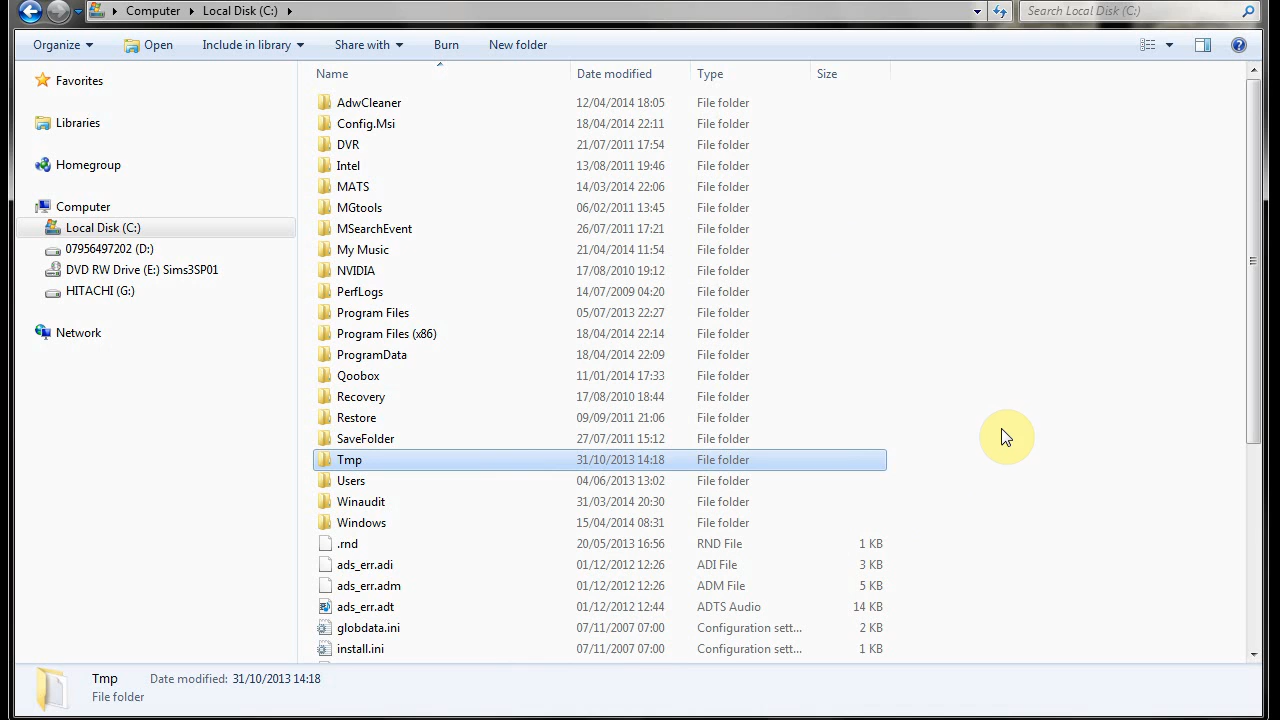 Computer Local Disk (C:) Search Local Disk (C:)
Organize Open Include in library Share with Burn New folder
Favorites
Libraries
Homegroup
Computer
Local Disk (C:)
07956497202 (D:)
DVD RW Drive (E:) Sims3SP01
HITACHI (G:)
Network
Name Date modified Type Size
AdwCleaner 12/04/2014 18:05 File folder
Config.Msi 18/04/2014 22:11 File folder
DVR 21/07/2011 17:54 File folder
Intel 13/08/2011 19:46 File folder
MATS 14/03/2014 22:06 File folder
MGtools 06/02/2011 13:45 File folder
MSearchEvent 26/07/2011 17:21 File folder
My Music 21/04/2014 11:54 File folder
NVIDIA 17/08/2010 19:12 File folder
PerfLogs 14/07/2009 04:20 File folder
Program Files 05/07/2013 22:27 File folder
Program Files (x86) 18/04/2014 22:14 File folder
ProgramData 18/04/2014 22:09 File folder
Qoobox 11/01/2014 17:33 File folder
Recovery 17/08/2010 18:44 File folder
Restore 09/09/2011 21:06 File folder
SaveFolder 27/07/2011 15:12 File folder
Tmp 31/10/2013 14:18 File folder
Users 04/06/2013 13:02 File folder
Winaudit 31/03/2014 20:30 File folder
Windows 15/04/2014 08:31 File folder
.rnd 20/05/2013 16:56 RND File 1 KB
ads_err.adi 01/12/2012 12:26 ADI File 3 KB
ads_err.adm 01/12/2012 12:26 ADM File 5 KB
ads_err.adt 01/12/2012 12:44 ADTS Audio 14 KB
globdata.ini 07/11/2007 07:00 Configuration sett... 2 KB
install.ini 07/11/2007 07:00 Configuration sett... 1 KB
Tmp Date modified: 31/10/2013 14:18
File folder